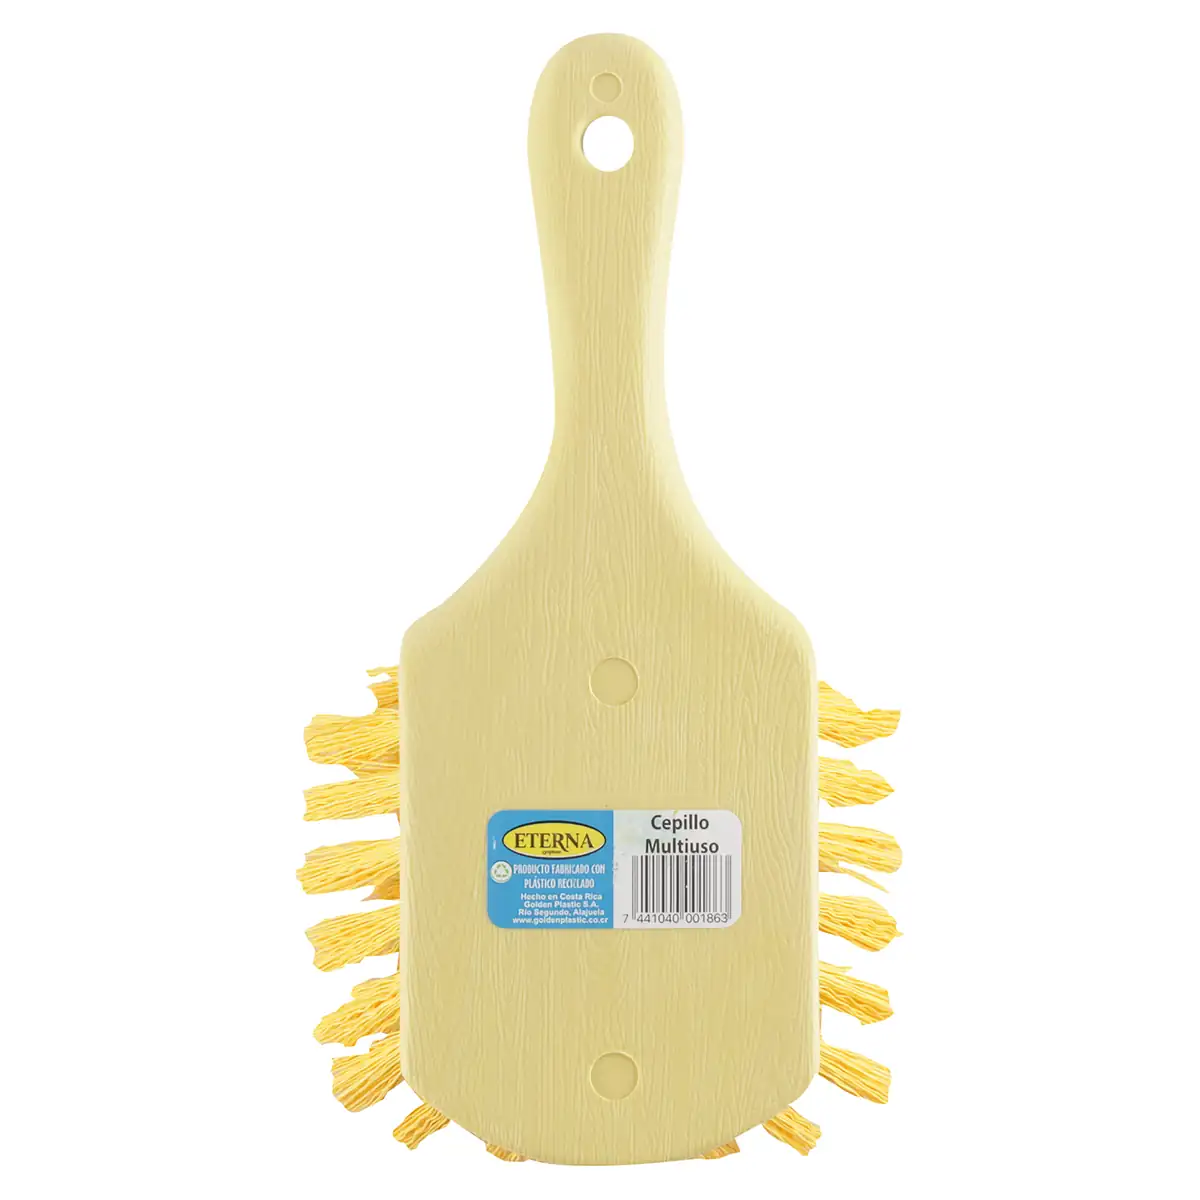 ETERNA
PRODUCTO FABRICADO CON
PLÁSTICO RECICLADO
Hecho en Costa Rica
Golden Plastic S.A.
Río Segundo, Alajuela
www.goldenplastic.co.cr
Cepillo
Multiuso
7 441040 001863